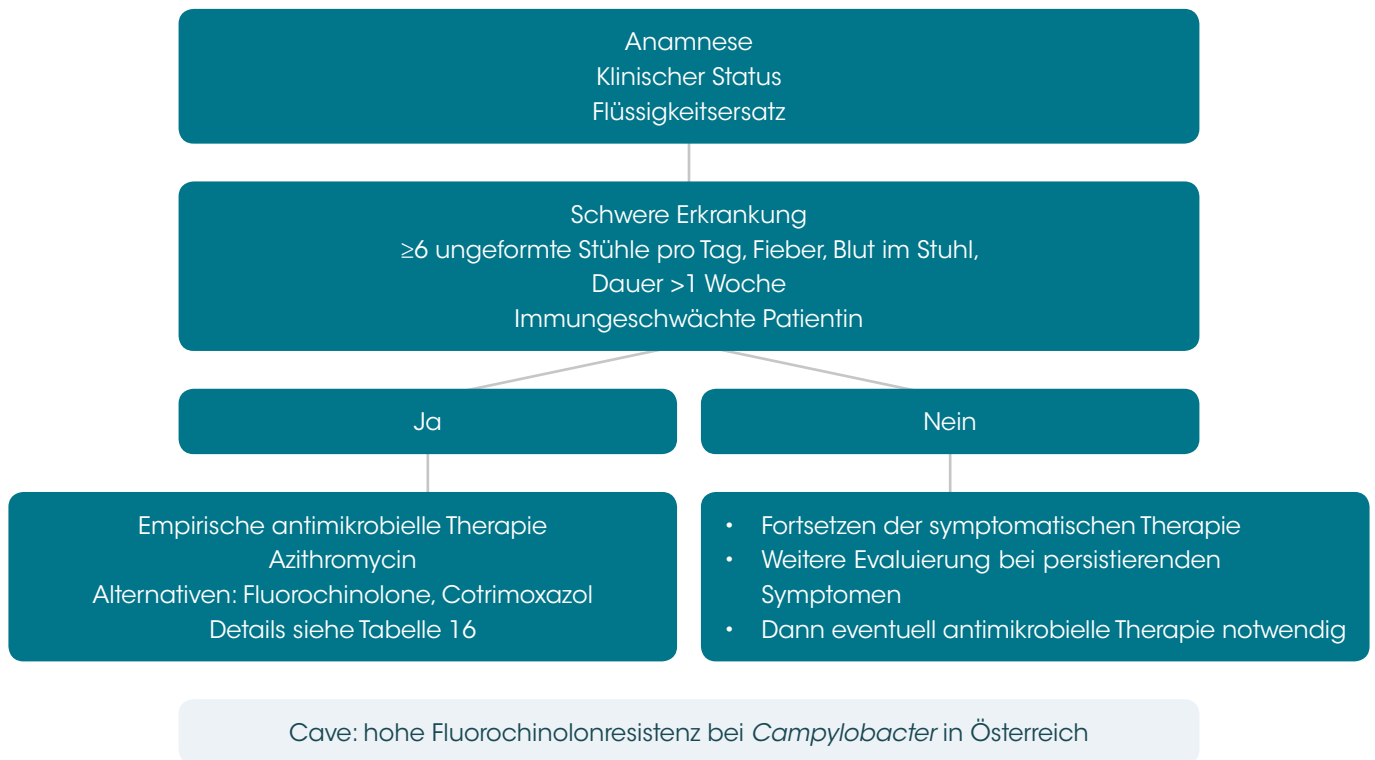 Anamnese
Klinischer Status
Flüssigkeitsersatz
Schwere Erkrankung
≥6 ungeformte Stühle pro Tag, Fieber, Blut im Stuhl,
Dauer >1 Woche
Immungeschwächte Patientin
Ja
Nein
Empirische antimikrobielle Therapie
Azithromycin
Alternativen: Fluorochinolone, Cotrimoxazol
Details siehe Tabelle 16
• Fortsetzen der symptomatischen Therapie
• Weitere Evaluierung bei persistierenden
Symptomen
• Dann eventuell antimikrobielle Therapie notwendig
Cave: hohe Fluorochinolonresistenz bei Campylobacter in Österreich